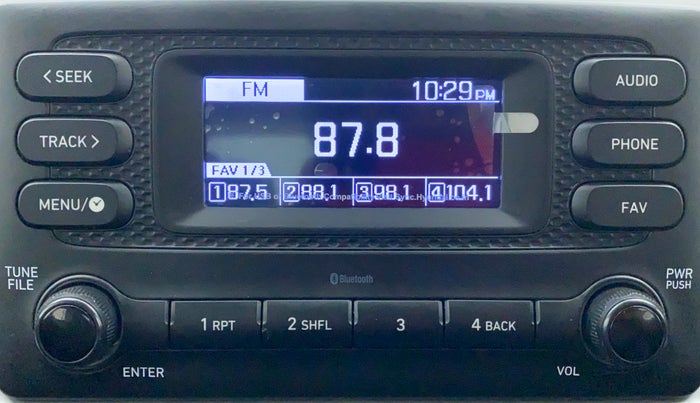 < SEEK
AUDIO
FM 10:29 PM
TRACK >
87.8
PHONE
FAV 1/3
MENU/
1 87.5 2 88.1 3 98.1 4 104.1
FAV
TUNE
FILE
Bluetooth
PWR
PUSH
1 RPT 2 SHFL 3 4 BACK
ENTER
VOL